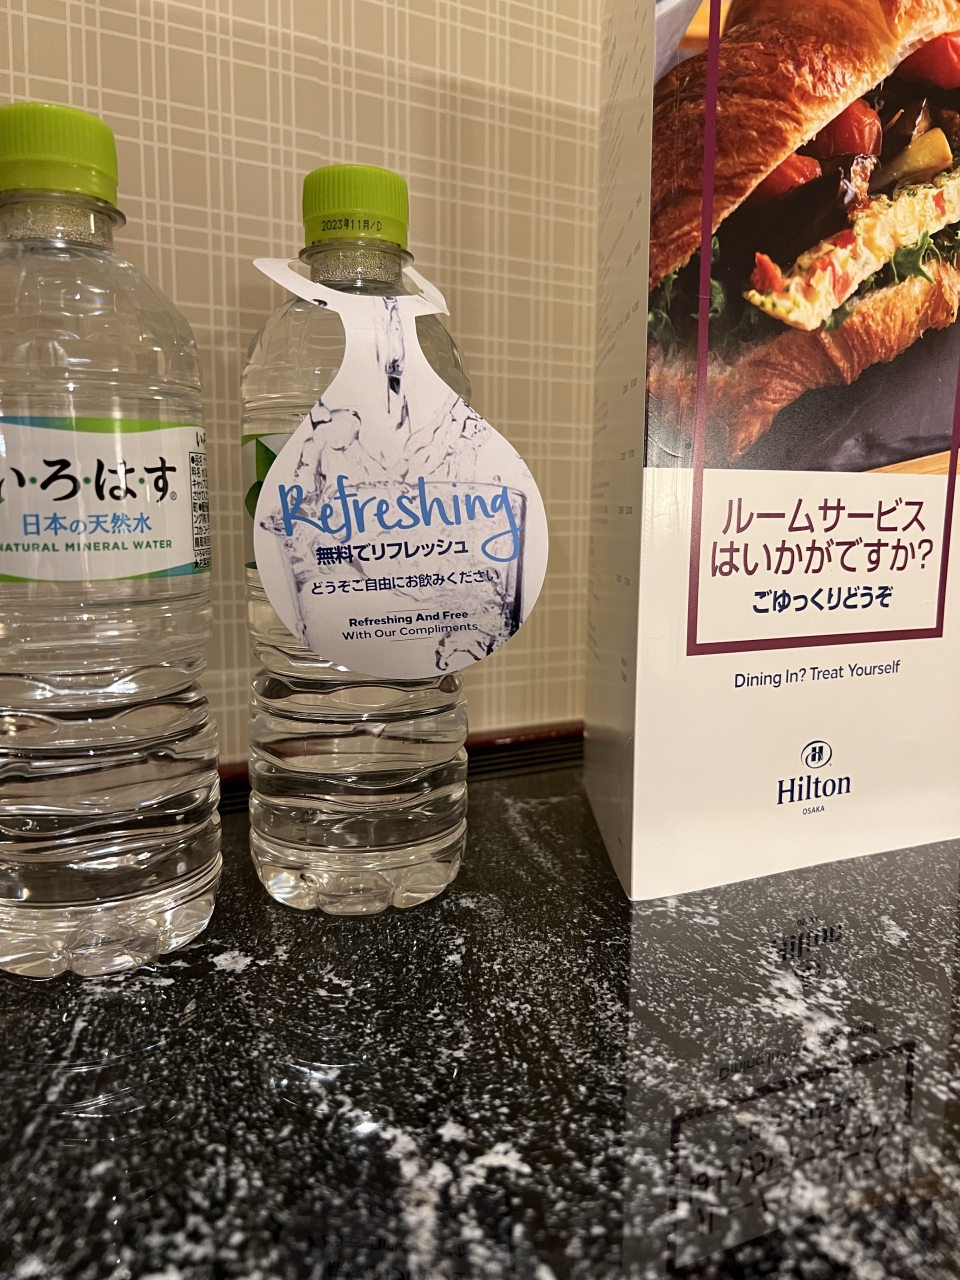 い・ろ・は・す®
日本の天然水
NATURAL MINERAL WATER
2023年11月/D
Refreshing
無料でリフレッシュ
どうぞご自由にお飲みください
Refreshing And Free
With Our Compliments
ルームサービス
はいかがですか?
ごゆっくりどうぞ
Dining In? Treat Yourself
Hilton
OSAKA